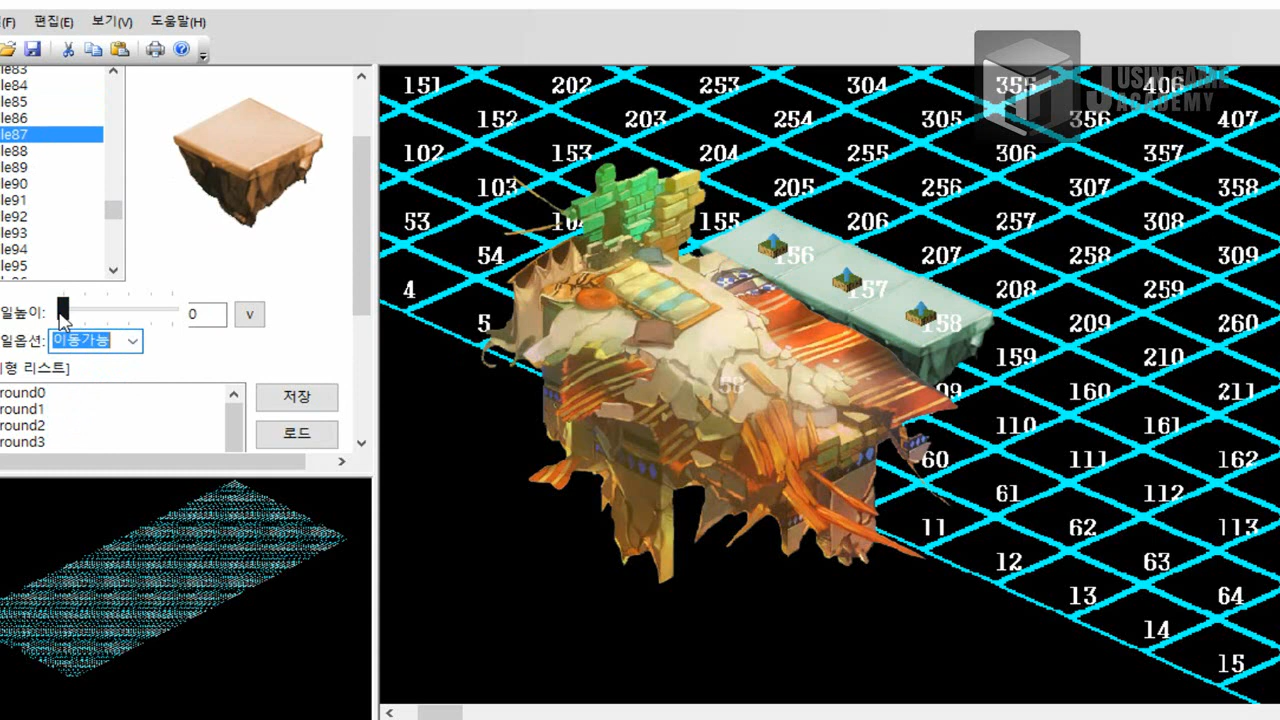 (F) 편집(E) 보기(V) 도움말(H)
le83
le84
le85
le86
le87
le88
le89
le90
le91
le92
le93
le94
le95
일높이: 0 v
일옵션: 이동가능
형 리스트]
round0
round1
round2
round3
저장
로드
JUSIN GAME
ACADEMY
151 202 253 304 355 406
152 203 254 305 356 407
102 153 204 255 306 357
103 205 256 307 358
53 155 206 257 308
54 156 207 258 309
4 157 208 259
5 158 209 260
159 210
160 211
110 161
60 111 162
61 112
11 62 113
12 63
13 64
14
15